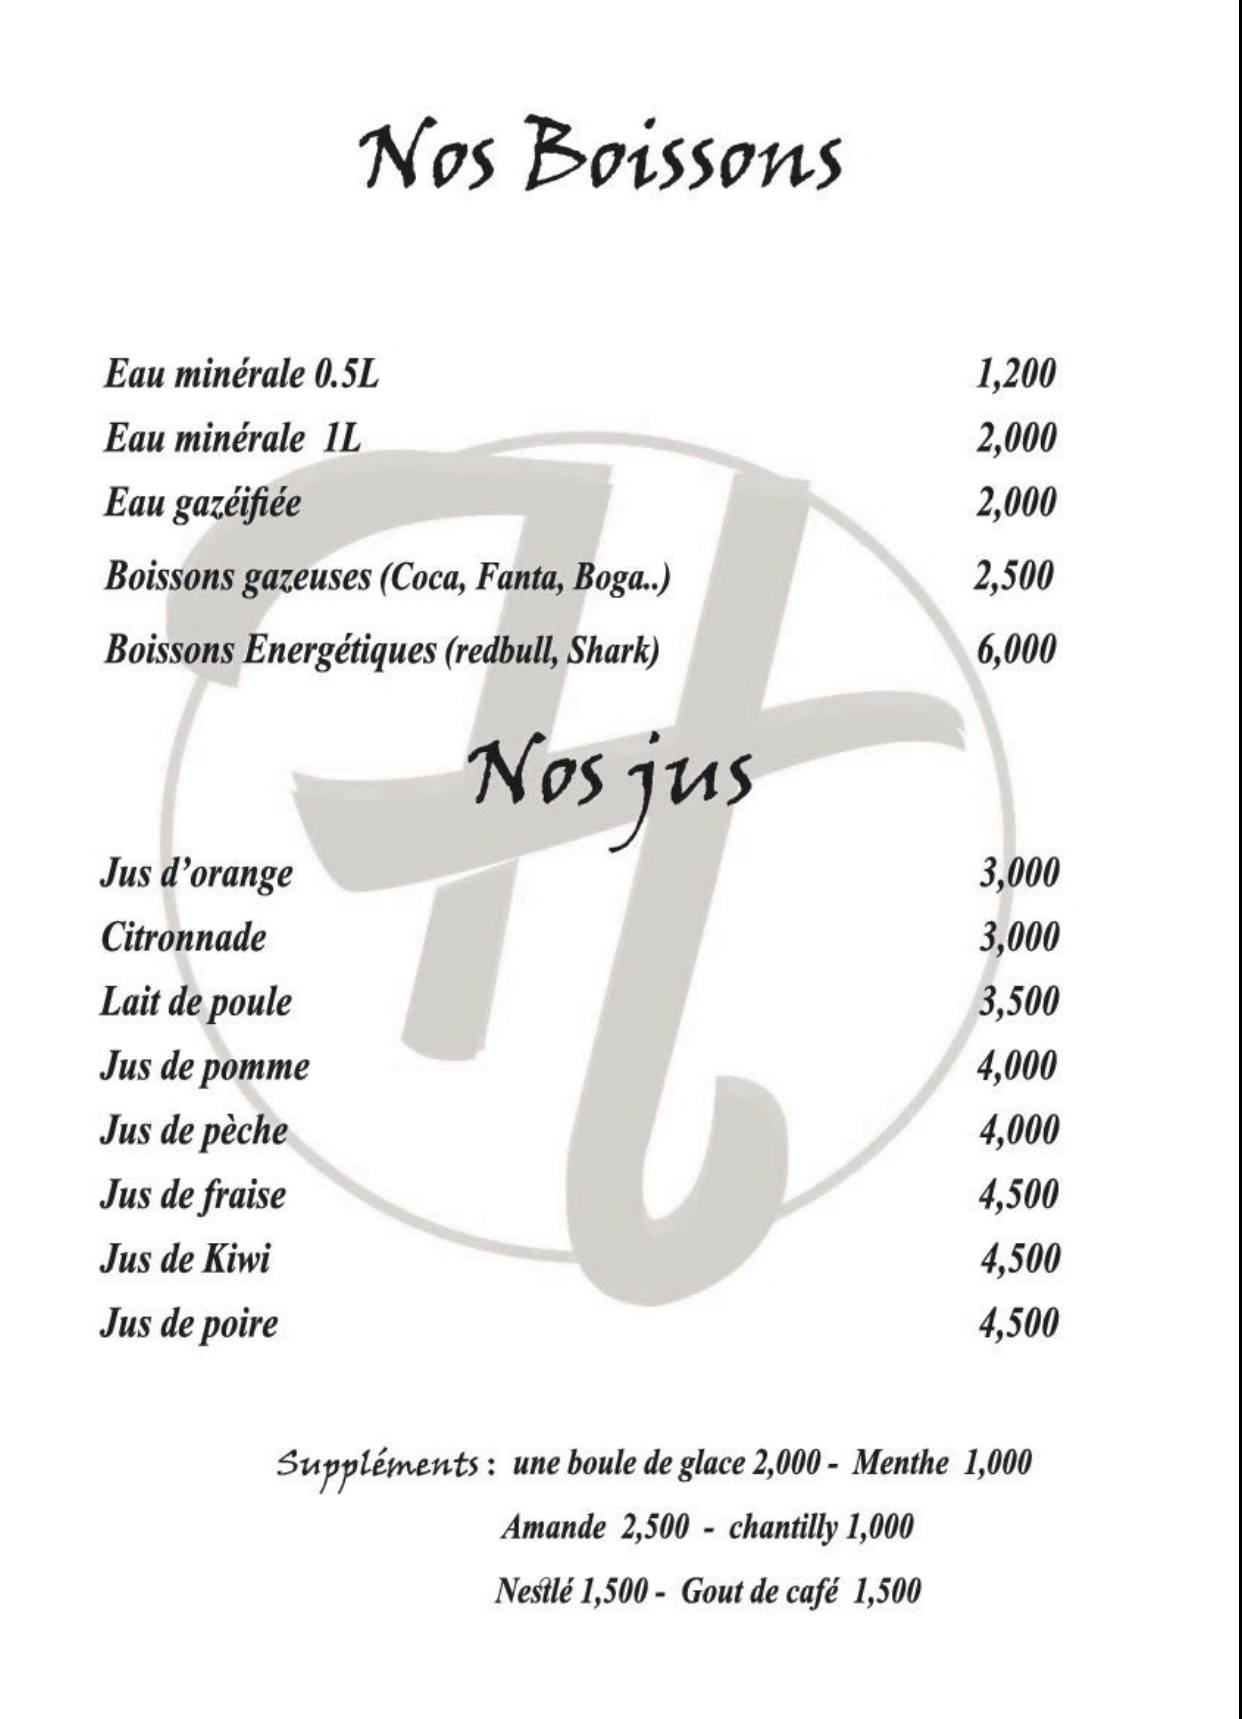 Nos Boissons
Eau minérale 0.5L 1,200
Eau minérale 1L 2,000
Eau gazéifiée 2,000
Boissons gazeuses (Coca, Fanta, Boga..) 2,500
Boissons Energétiques (redbull, Shark) 6,000
Nos jus
Jus d’orange 3,000
Citronnade 3,000
Lait de poule 3,500
Jus de pomme 4,000
Jus de pèche 4,000
Jus de fraise 4,500
Jus de Kiwi 4,500
Jus de poire 4,500
Suppléments : une boule de glace 2,000 - Menthe 1,000
Amande 2,500 - chantilly 1,000
Nestlé 1,500 - Gout de café 1,500